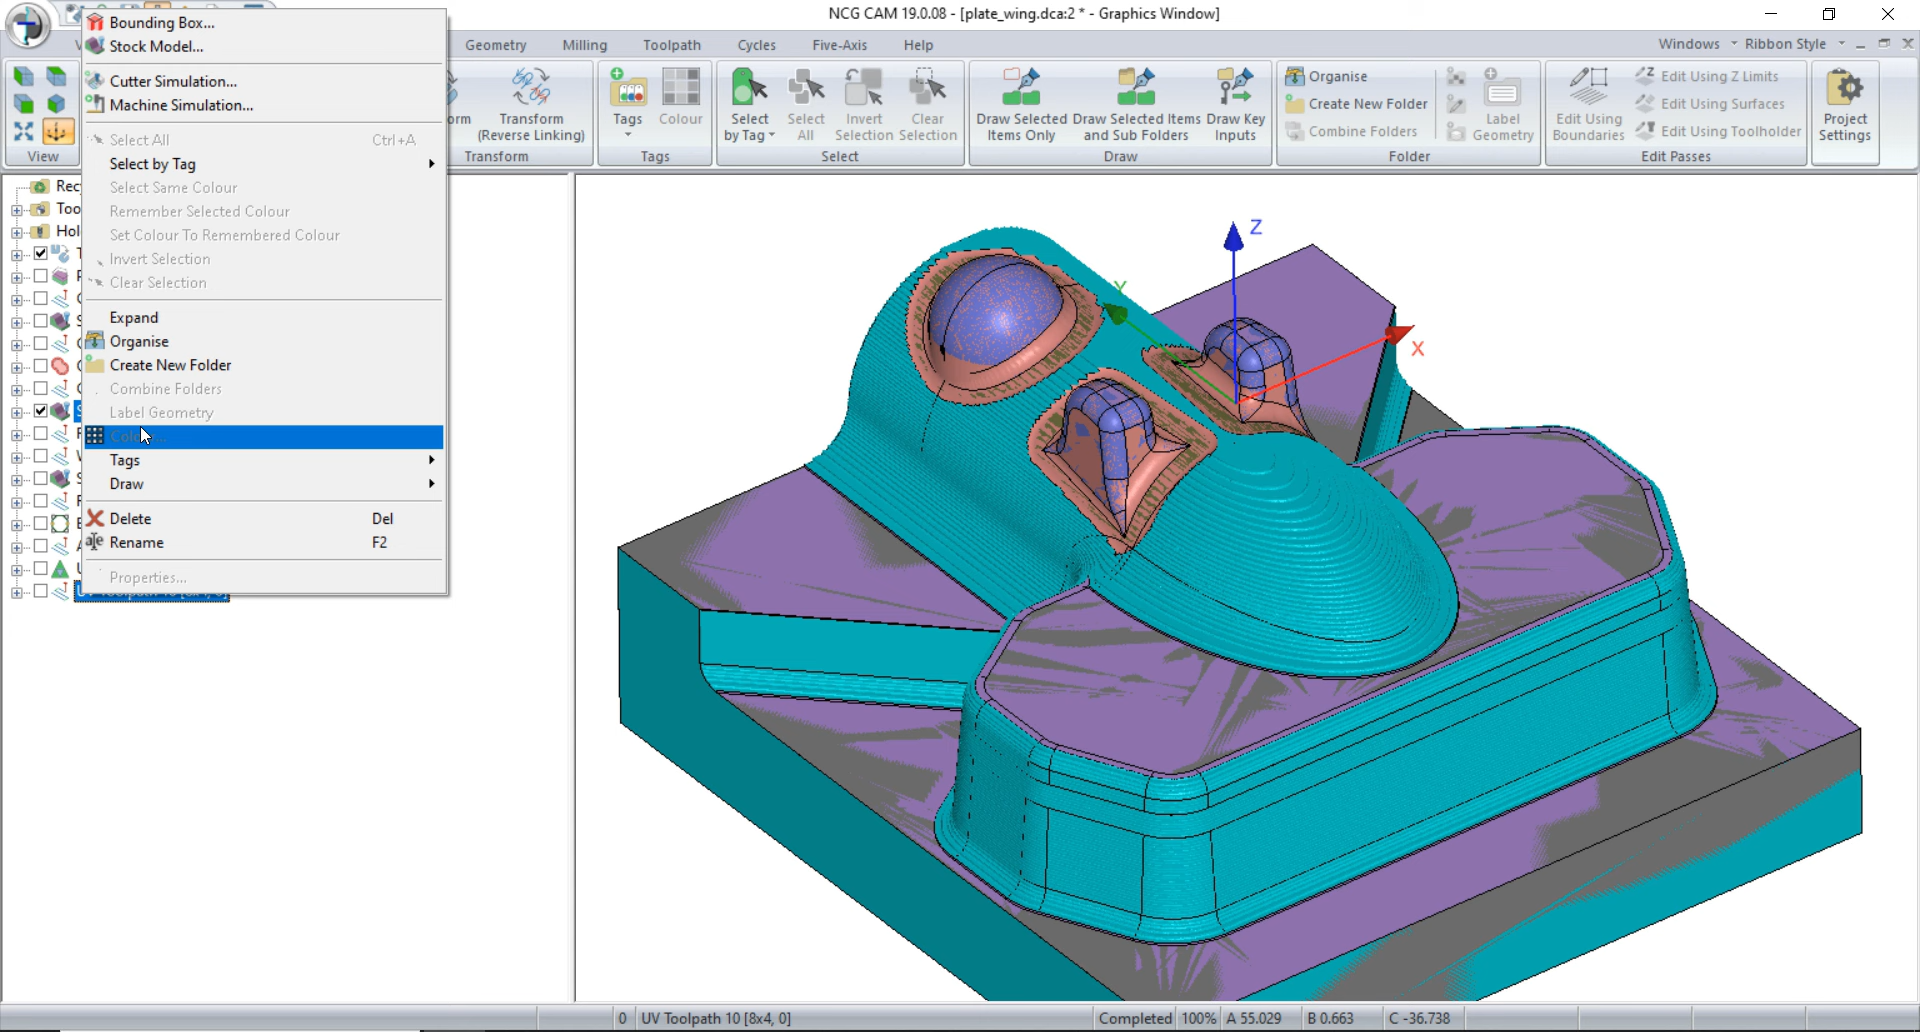 NCG CAM 19.0.08 - [plate_wing.dca:2 * - Graphics Window]
Geometry Milling Toolpath Cycles Five-Axis Help
Windows Ribbon Style
Transform
(Reverse Linking)
Transform
Tags
Colour
Tags
Select
by Tag
Select
All
Invert
Selection
Clear
Selection
Select
Draw Selected
Items Only
Draw Selected Items
and Sub Folders
Draw Key
Inputs
Draw
Organise
Create New Folder
Combine Folders
Label
Geometry
Folder
Edit Using
Boundaries
Edit Using Z Limits
Edit Using Surfaces
Edit Using Toolholder
Edit Passes
Project
Settings
View
Bounding Box...
Stock Model...
Cutter Simulation...
Machine Simulation...
Select All Ctrl+A
Select by Tag
Select Same Colour
Remember Selected Colour
Set Colour To Remembered Colour
Invert Selection
Clear Selection
Expand
Organise
Create New Folder
Combine Folders
Label Geometry
Tags
Draw
Delete Del
Rename F2
Properties...
Z
Y
X
0 UV Toolpath 10 [8x4, 0]
Completed 100% A 55.029 B 0.663 C -36.738